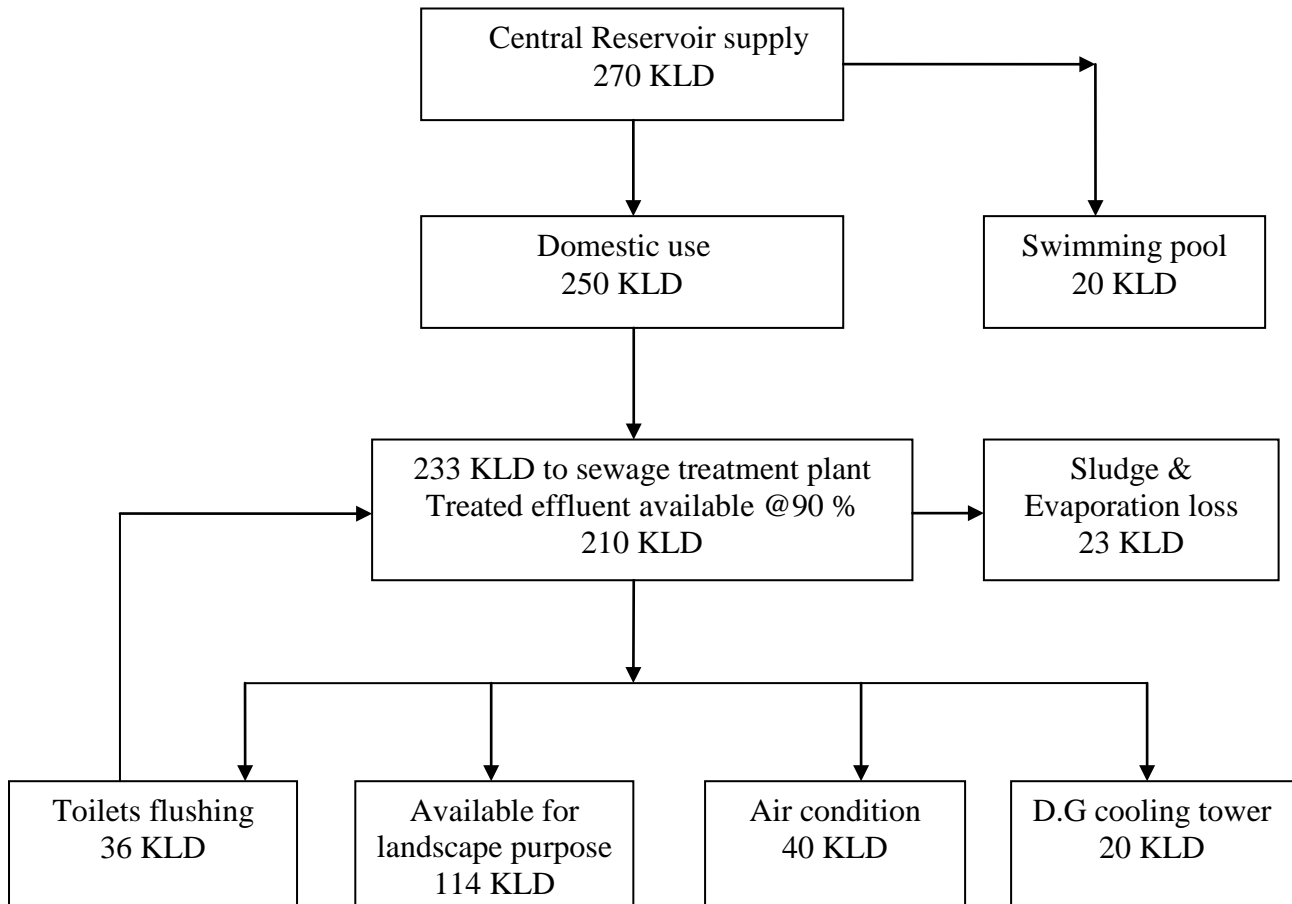 Central Reservoir supply
270 KLD
Domestic use
250 KLD
Swimming pool
20 KLD
233 KLD to sewage treatment plant
Treated effluent available @90 %
210 KLD
Sludge &
Evaporation loss
23 KLD
Toilets flushing
36 KLD
Available for
landscape purpose
114 KLD
Air condition
40 KLD
D.G cooling tower
20 KLD